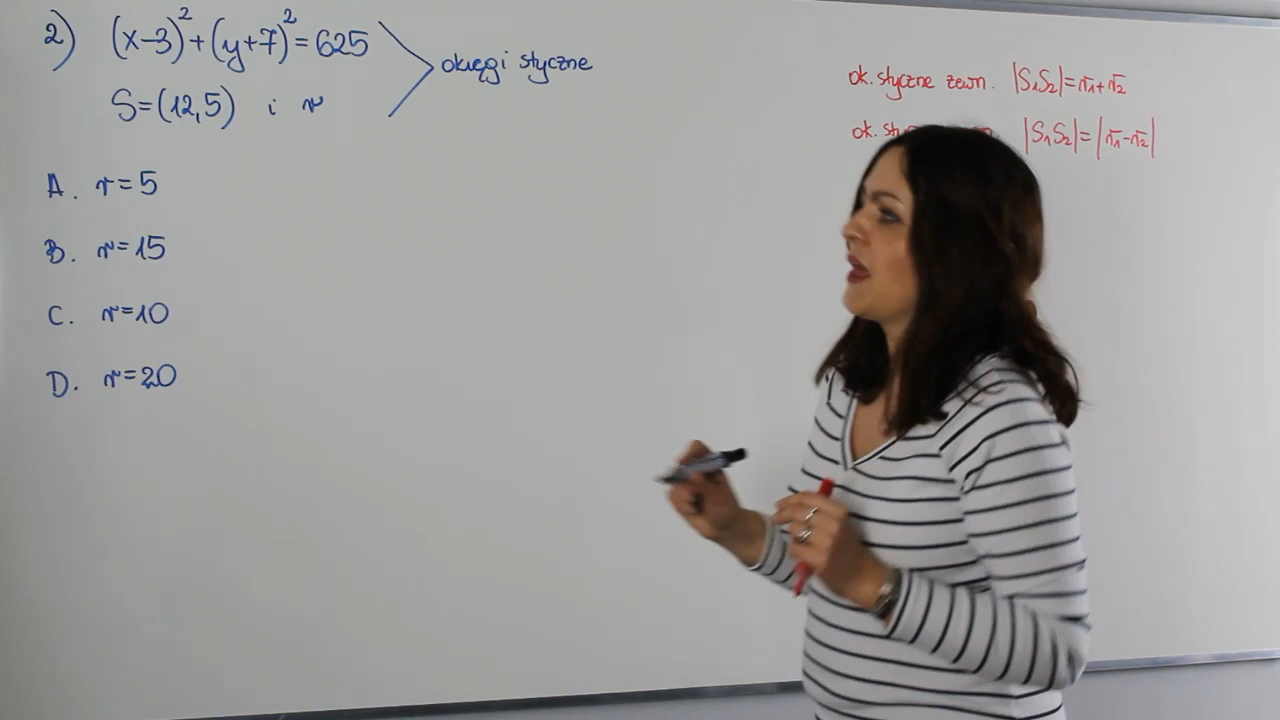 2) (x-3)²+(y+7)²=625
okręgi styczne
S=(12,5) i r
A. r=5
B. r=15
C. r=10
D. r=20
ok. styczne zewn. |S₁S₂|=r₁+r₂
ok. |S₁S₂|=|r₁-r₂|